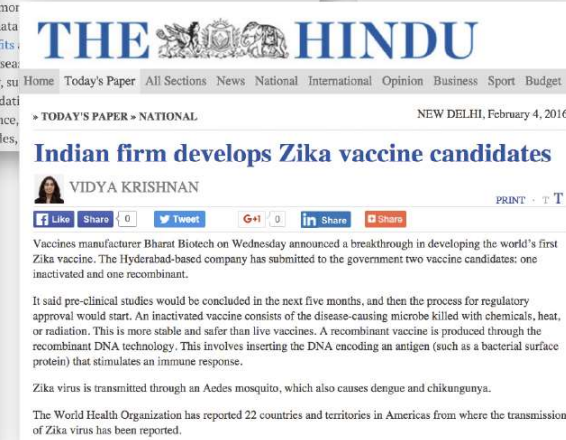 mor
ata
THE HINDU
fits
sea
, su
Home Today's Paper All Sections News National International Opinion Business Sport Budget
dati
nce,
» TODAY'S PAPER » NATIONAL
NEW DELHI, February 4, 2016
les,
Indian firm develops Zika vaccine candidates
VIDYA KRISHNAN
PRINT · T T
Like Share 0 Tweet G+1 0 in Share Share
Vaccines manufacturer Bharat Biotech on Wednesday announced a breakthrough in developing the world's first
Zika vaccine. The Hyderabad-based company has submitted to the government two vaccine candidates: one
inactivated and one recombinant.
It said pre-clinical studies would be concluded in the next five months, and then the process for regulatory
approval would start. An inactivated vaccine consists of the disease-causing microbe killed with chemicals, heat,
or radiation. This is more stable and safer than live vaccines. A recombinant vaccine is produced through the
recombinant DNA technology. This involves inserting the DNA encoding an antigen (such as a bacterial surface
protein) that stimulates an immune response.
Zika virus is transmitted through an Aedes mosquito, which also causes dengue and chikungunya.
The World Health Organization has reported 22 countries and territories in Americas from where the transmission
of Zika virus has been reported.